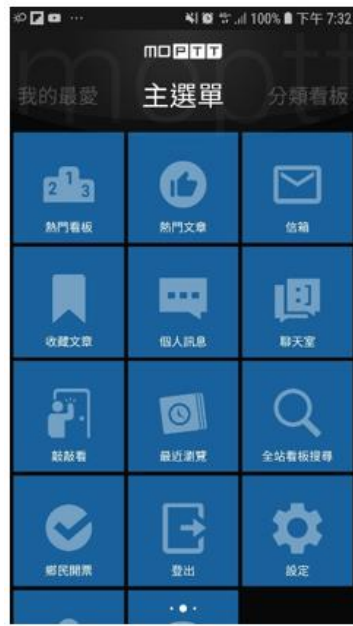 100% 下午 7:32
MOPTT
我的最愛 主選單 分類看板
2 1 3
熱門看板 熱門文章 信箱
收藏文章 個人訊息 聊天室
敲敲看 最近瀏覽 全站看板搜尋
鄉民開票 登出 設定